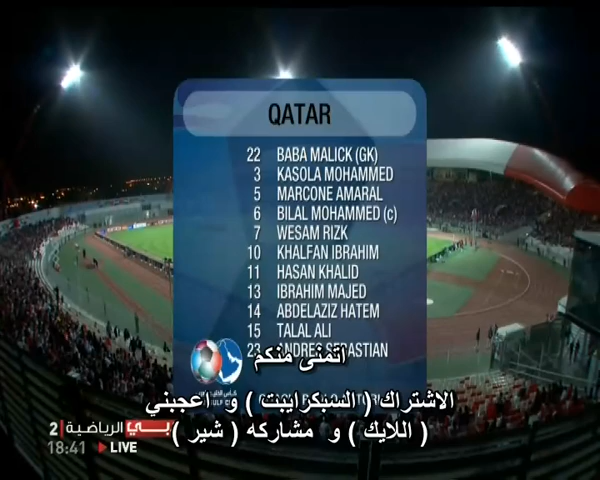 QATAR
22 BABA MALICK (GK)
3 KASOLA MOHAMMED
5 MARCONE AMARAL
6 BILAL MOHAMMED (c)
7 WESAM RIZK
10 KHALFAN IBRAHIM
11 HASAN KHALID
13 IBRAHIM MAJED
14 ABDELAZIZ HATEM
15 TALAL ALI
23 ANDRES SEBASTIAN
اتمنى منكم
الاشتراك ( السبكرايبت ) و اعجبني
( اللايك ) و مشاركه ( شير )
بي الرياضية 2
18:41 LIVE